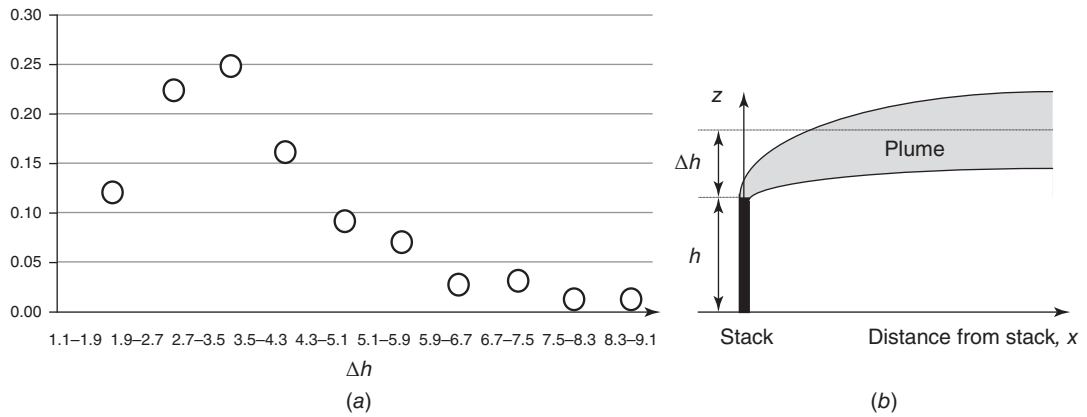 0.30
0.25
0.20
0.15
0.10
0.05
0.00
1.1–1.9 1.9–2.7 2.7–3.5 3.5–4.3 4.3–5.1 5.1–5.9 5.9–6.7 6.7–7.5 7.5–8.3 8.3–9.1
Δh
(a)
z
Δh
Plume
h
Stack
Distance from stack, x
(b)